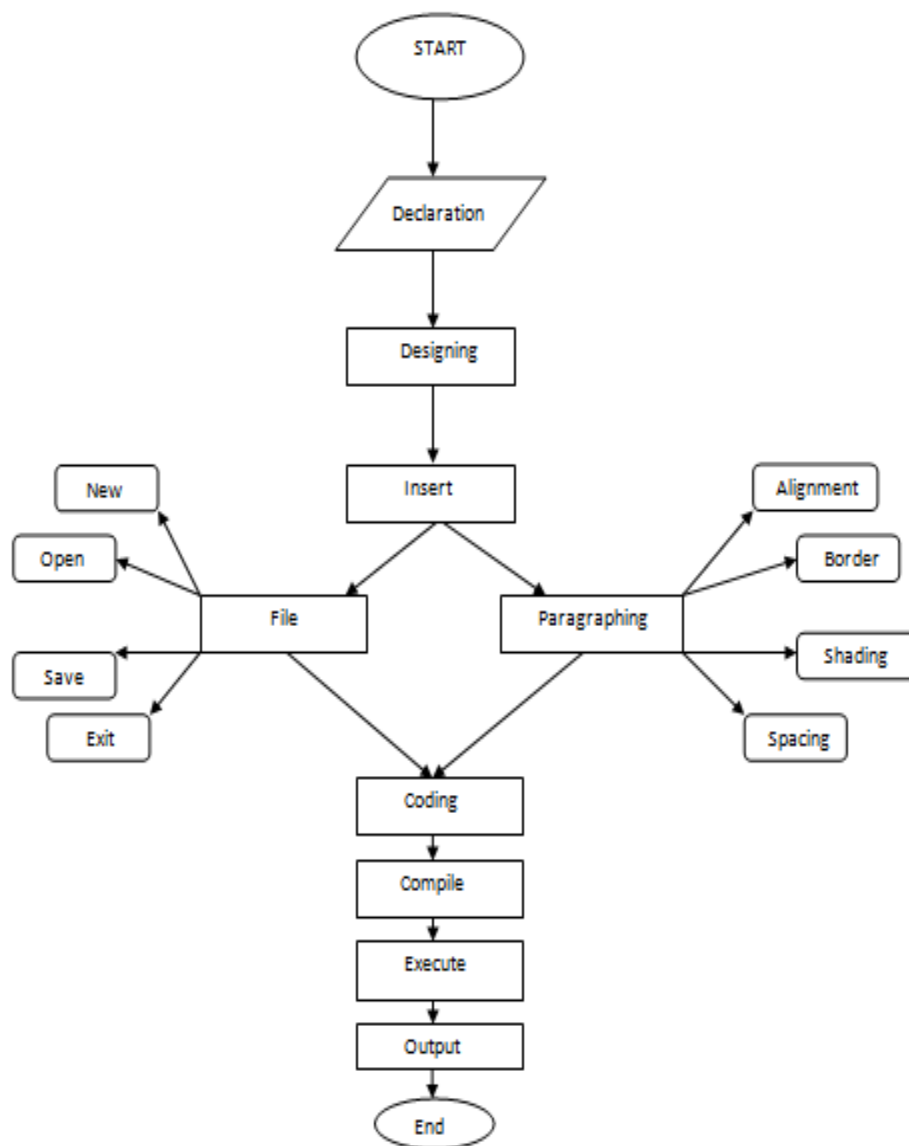 START
Declaration
Designing
Insert
New
Alignment
Open
Border
File
Paragraphing
Save
Shading
Exit
Spacing
Coding
Compile
Execute
Output
End